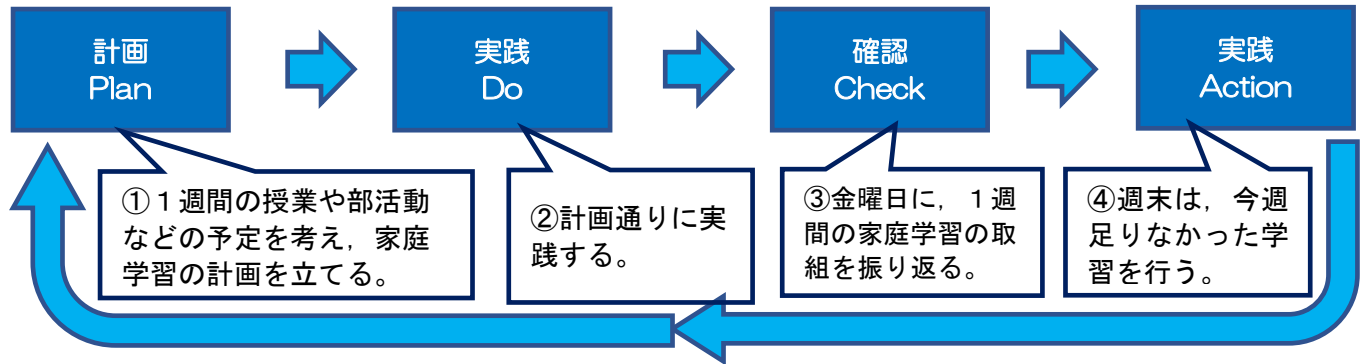 計画
Plan
実践
Do
確認
Check
実践
Action
①１週間の授業や部活動
などの予定を考え，家庭
学習の計画を立てる。
②計画通りに実
践する。
③金曜日に，１週
間の家庭学習の取
組を振り返る。
④週末は，今週
足りなかった学
習を行う。